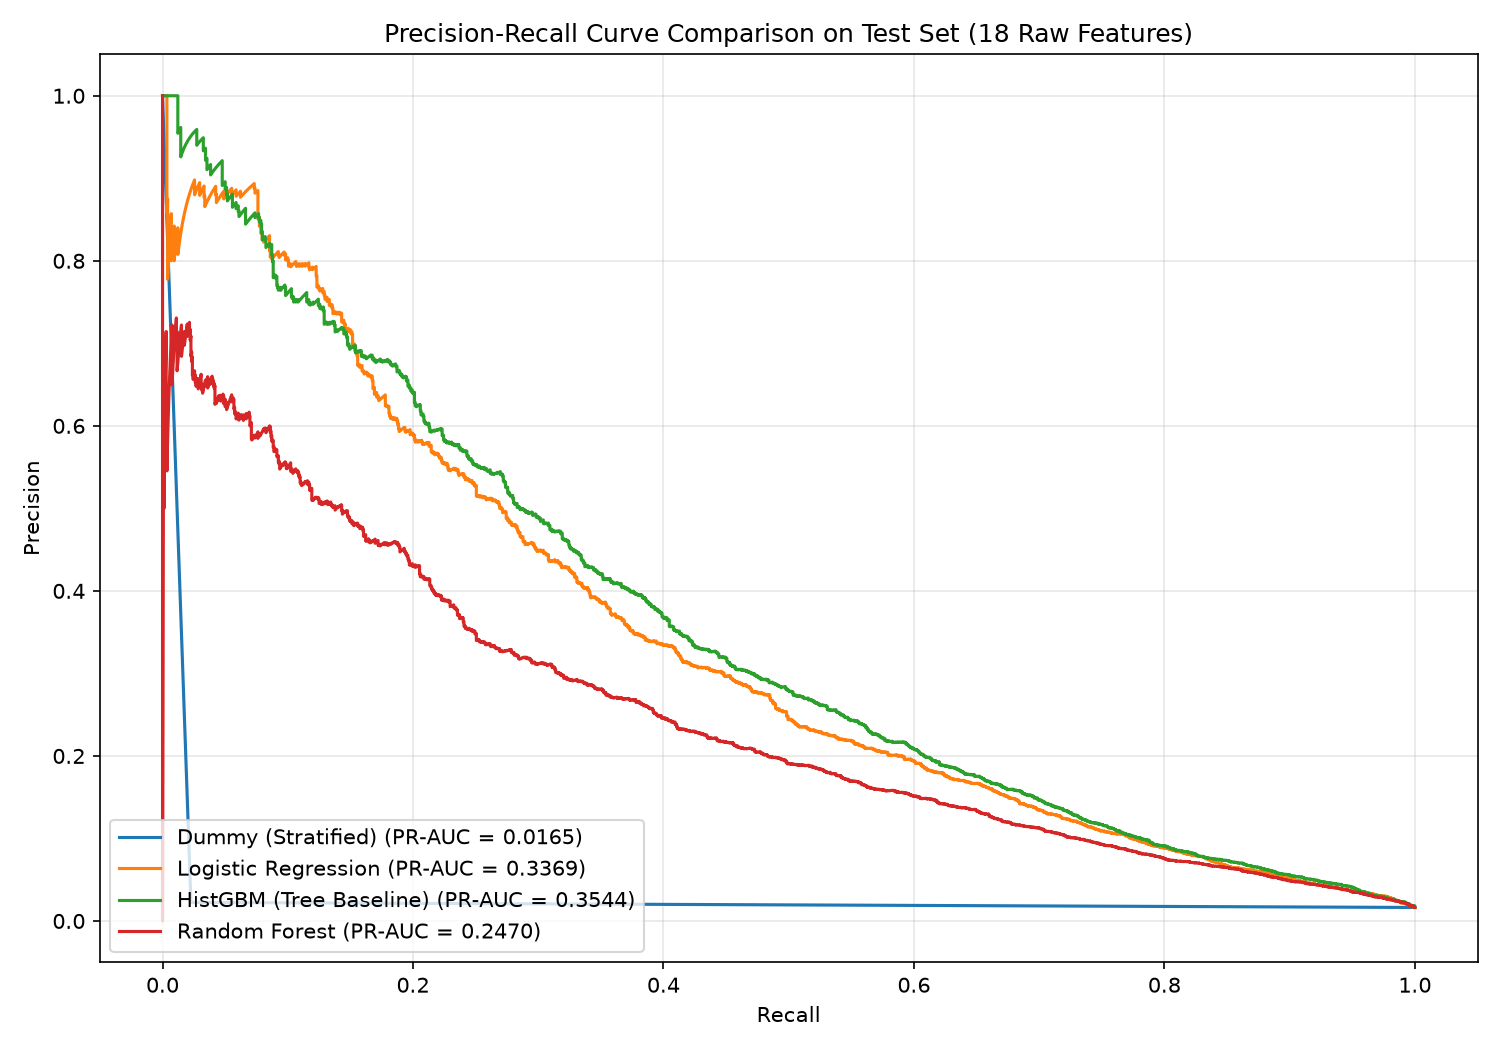 Precision-Recall Curve Comparison on Test Set (18 Raw Features)
1.0
0.8
0.6
0.4
0.2
0.0
Precision
Dummy (Stratified) (PR-AUC = 0.0165)
Logistic Regression (PR-AUC = 0.3369)
HistGBM (Tree Baseline) (PR-AUC = 0.3544)
Random Forest (PR-AUC = 0.2470)
0.0 0.2 0.4 0.6 0.8 1.0
Recall